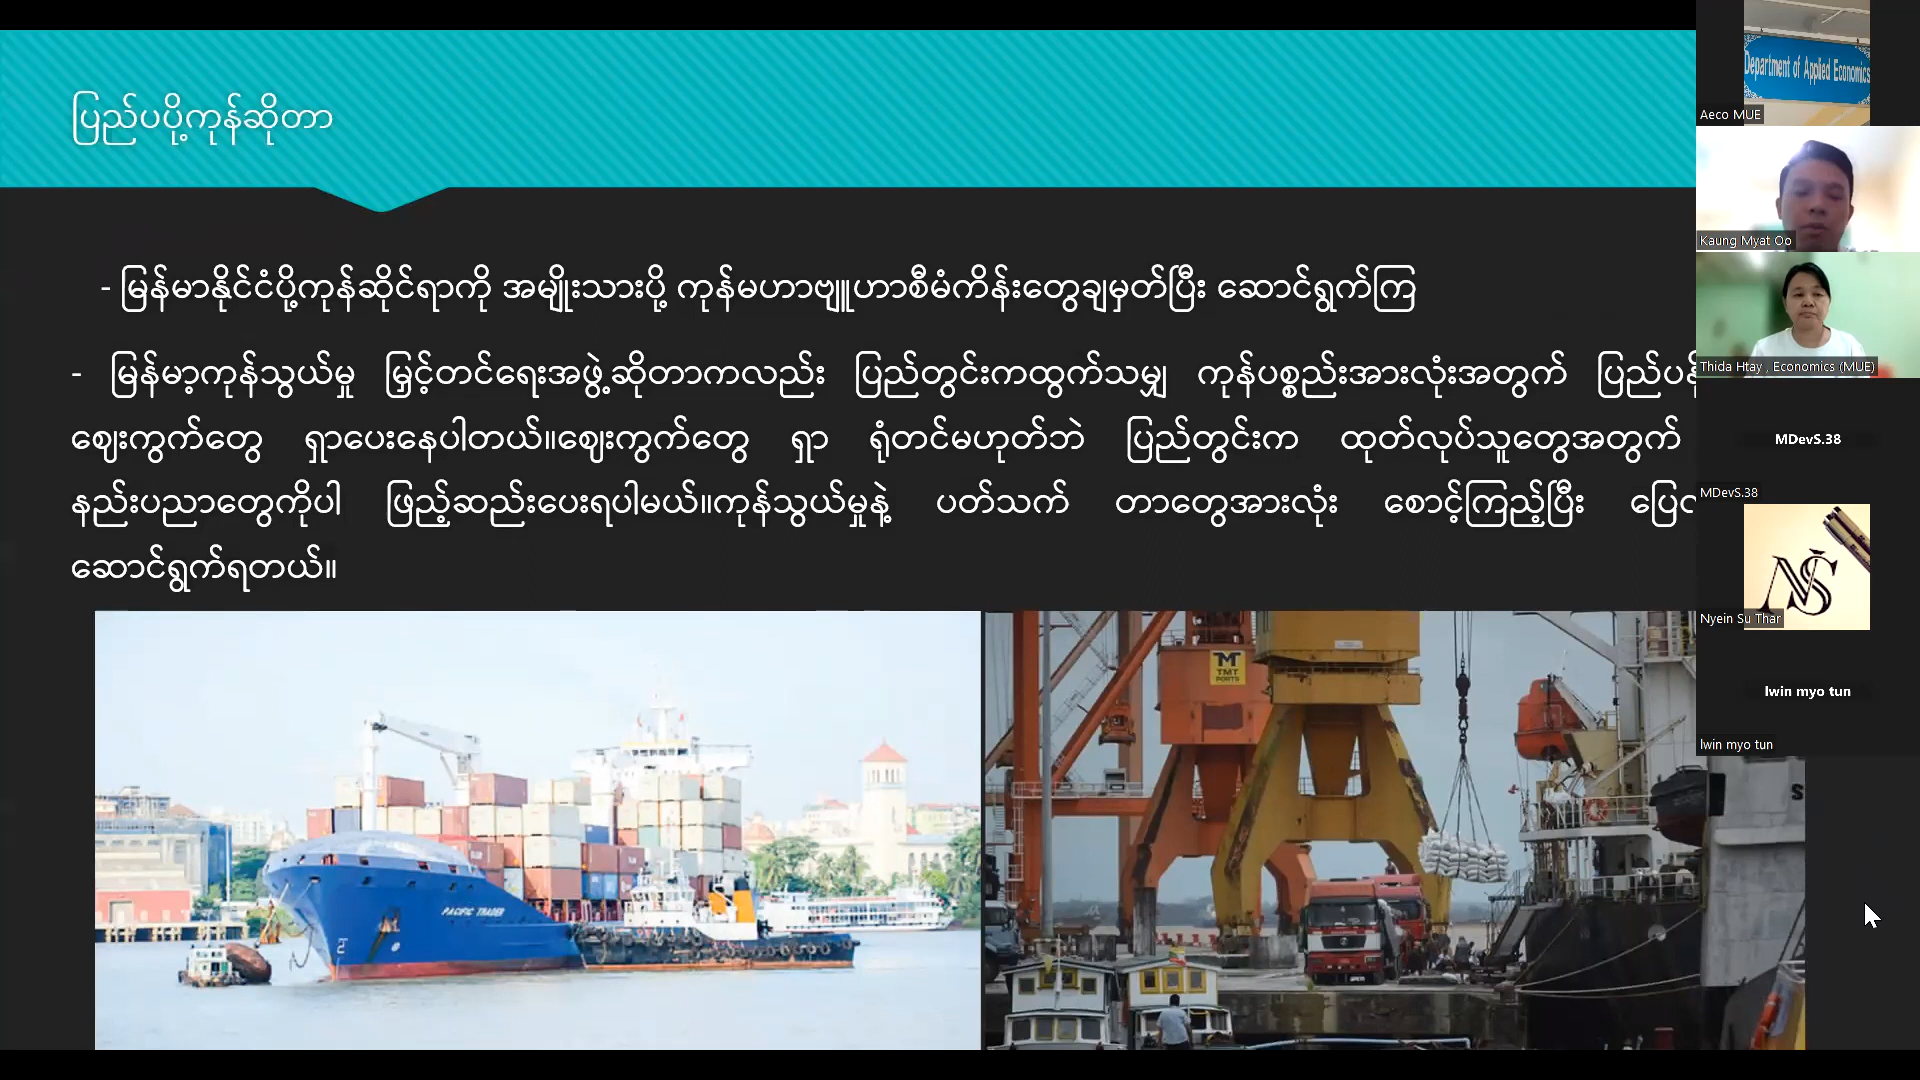 ပြည်ပပို့ကုန်ဆိုတာ
- မြန်မာနိုင်ငံပို့ကုန်ဆိုင်ရာကို အမျိုးသားပို့ ကုန်မဟာဗျူဟာစီမံကိန်းတွေချမှတ်ပြီး ဆောင်ရွက်ကြ
- မြန်မာ့ကုန်သွယ်မှု မြှင့်တင်ရေးအဖွဲ့ဆိုတာကလည်း ပြည်တွင်းကထွက်သမျှ ကုန်ပစ္စည်းအားလုံးအတွက်
ဈေးကွက်တွေ ရှာပေးနေပါတယ်။ဈေးကွက်တွေ ရှာ ရုံတင်မဟုတ်ဘဲ ပြည်တွင်းက ထုတ်လုပ်သူတွေအတွက်
နည်းပညာတွေကိုပါ ဖြည့်ဆည်းပေးရပါမယ်။ကုန်သွယ်မှုနဲ့ ပတ်သက် တာတွေအားလုံး စောင့်ကြည့်ပြီး
ဆောင်ရွက်ရတယ်။
PACIFIC TRADER
TMT
PORTS
Department of Applied Economics
Aeco MUE
Kaung Myat Oo
Thida Htay , Economics (MUE)
MDevS.38
MDevS.38
NS
Nyein Su Thar
lwin myo tun
lwin myo tun